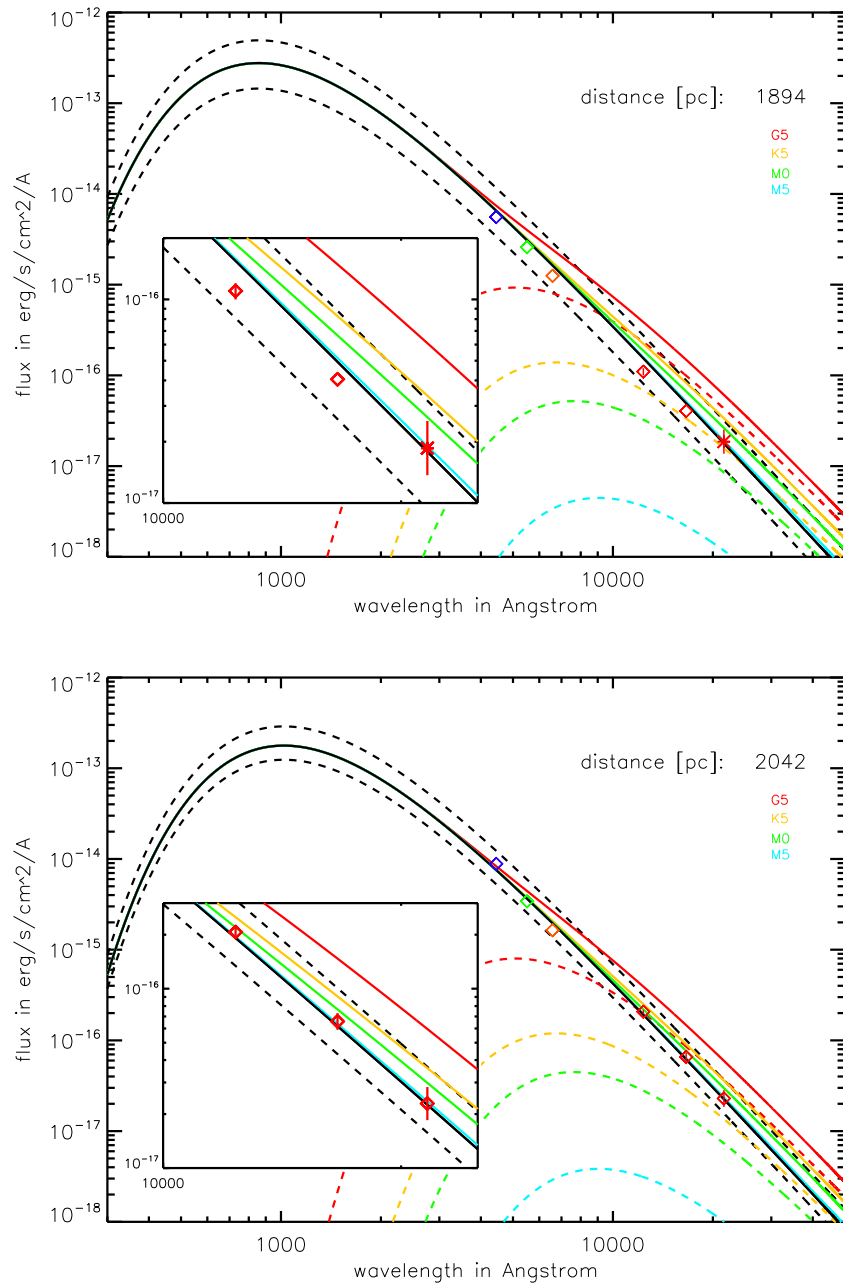 10^-12
10^-13
distance [pc]: 1894
G5
K5
M0
M5
10^-14
10^-15
10^-16
10^-17
10^-18
10^-16
10^-17
10000
flux in erg/s/cm^2/A
1000
10000
wavelength in Angstrom
10^-12
10^-13
distance [pc]: 2042
G5
K5
M0
M5
10^-14
10^-15
10^-16
10^-17
10^-18
10^-16
10^-17
10000
flux in erg/s/cm^2/A
1000
10000
wavelength in Angstrom